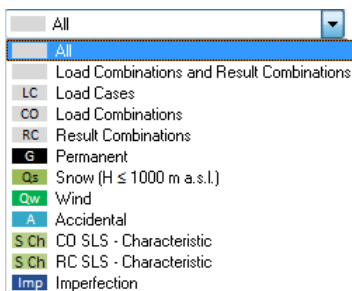 All
All
Load Combinations and Result Combinations
LC Load Cases
CO Load Combinations
RC Result Combinations
G Permanent
Qs Snow (H ≤ 1000 m a.s.l.)
Qw Wind
A Accidental
S Ch CO SLS - Characteristic
S Ch RC SLS - Characteristic
Imp Imperfection